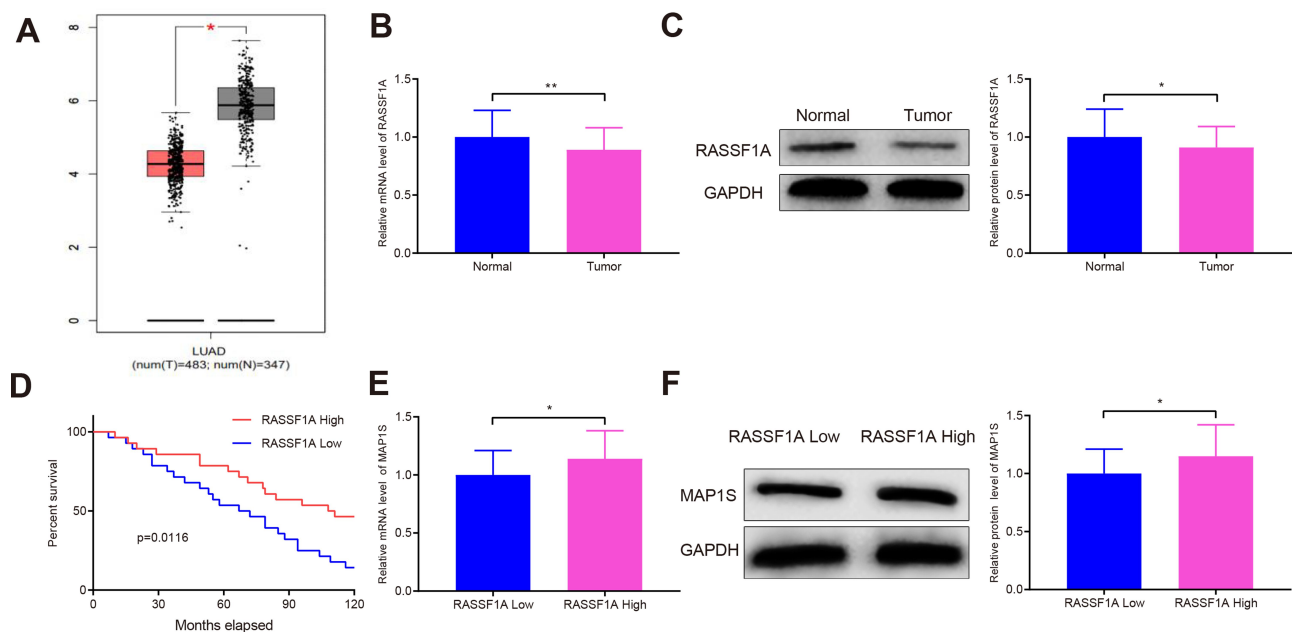 A
8
6
4
2
0
*
LUAD
(num(T)=483; num(N)=347)
B
Relative mRNA level of RASSF1A
1.5
1.0
0.5
0.0
**
Normal
Tumor
C
Normal
Tumor
RASSF1A
GAPDH
Relative protein level of RASSF1A
1.5
1.0
0.5
0.0
*
Normal
Tumor
D
RASSF1A High
RASSF1A Low
Percent survival
100
50
0
p=0.0116
0
30
60
90
120
Months elapsed
E
Relative mRNA level of MAP1S
1.5
1.0
0.5
0.0
*
RASSF1A Low
RASSF1A High
F
RASSF1A Low
RASSF1A High
MAP1S
GAPDH
Relative protein level of MAP1S
1.5
1.0
0.5
0.0
*
RASSF1A Low
RASSF1A High